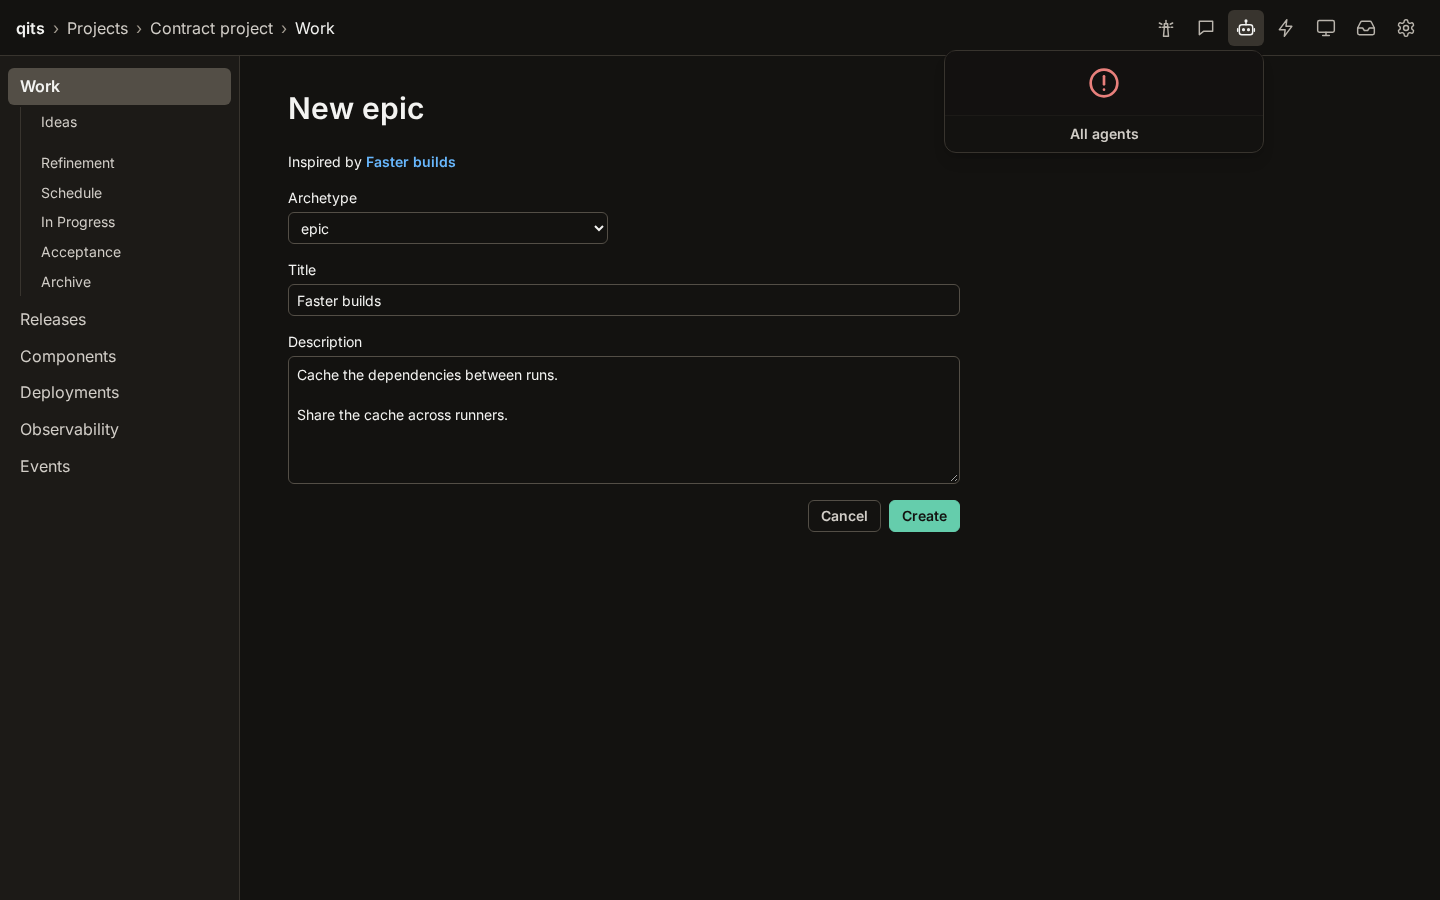 qits › Projects › Contract project › Work
Work
Ideas
Refinement
Schedule
In Progress
Acceptance
Archive
Releases
Components
Deployments
Observability
Events
All agents
New epic
Inspired by Faster builds
Archetype
epic
Title
Faster builds
Description
Cache the dependencies between runs.
Share the cache across runners.
Cancel
Create